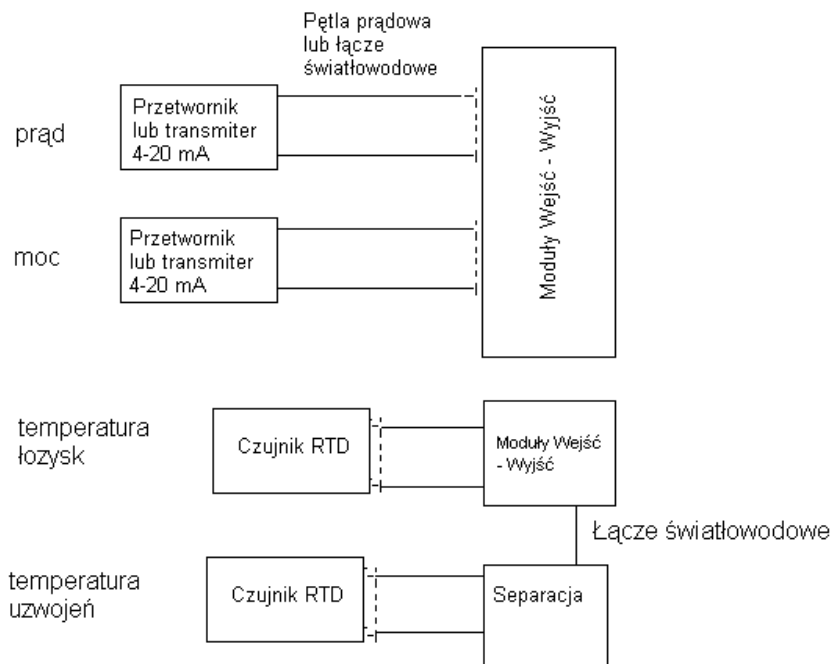 Pętla prądowa
lub łącze
światłowodowe
prąd
Przetwornik
lub transmiter
4-20 mA
Moduły Wejść - Wyjść
moc
Przetwornik
lub transmiter
4-20 mA
temperatura
łozysk
Czujnik RTD
Moduły Wejść
- Wyjść
Łącze światłowodowe
temperatura
uzwojeń
Czujnik RTD
Separacja